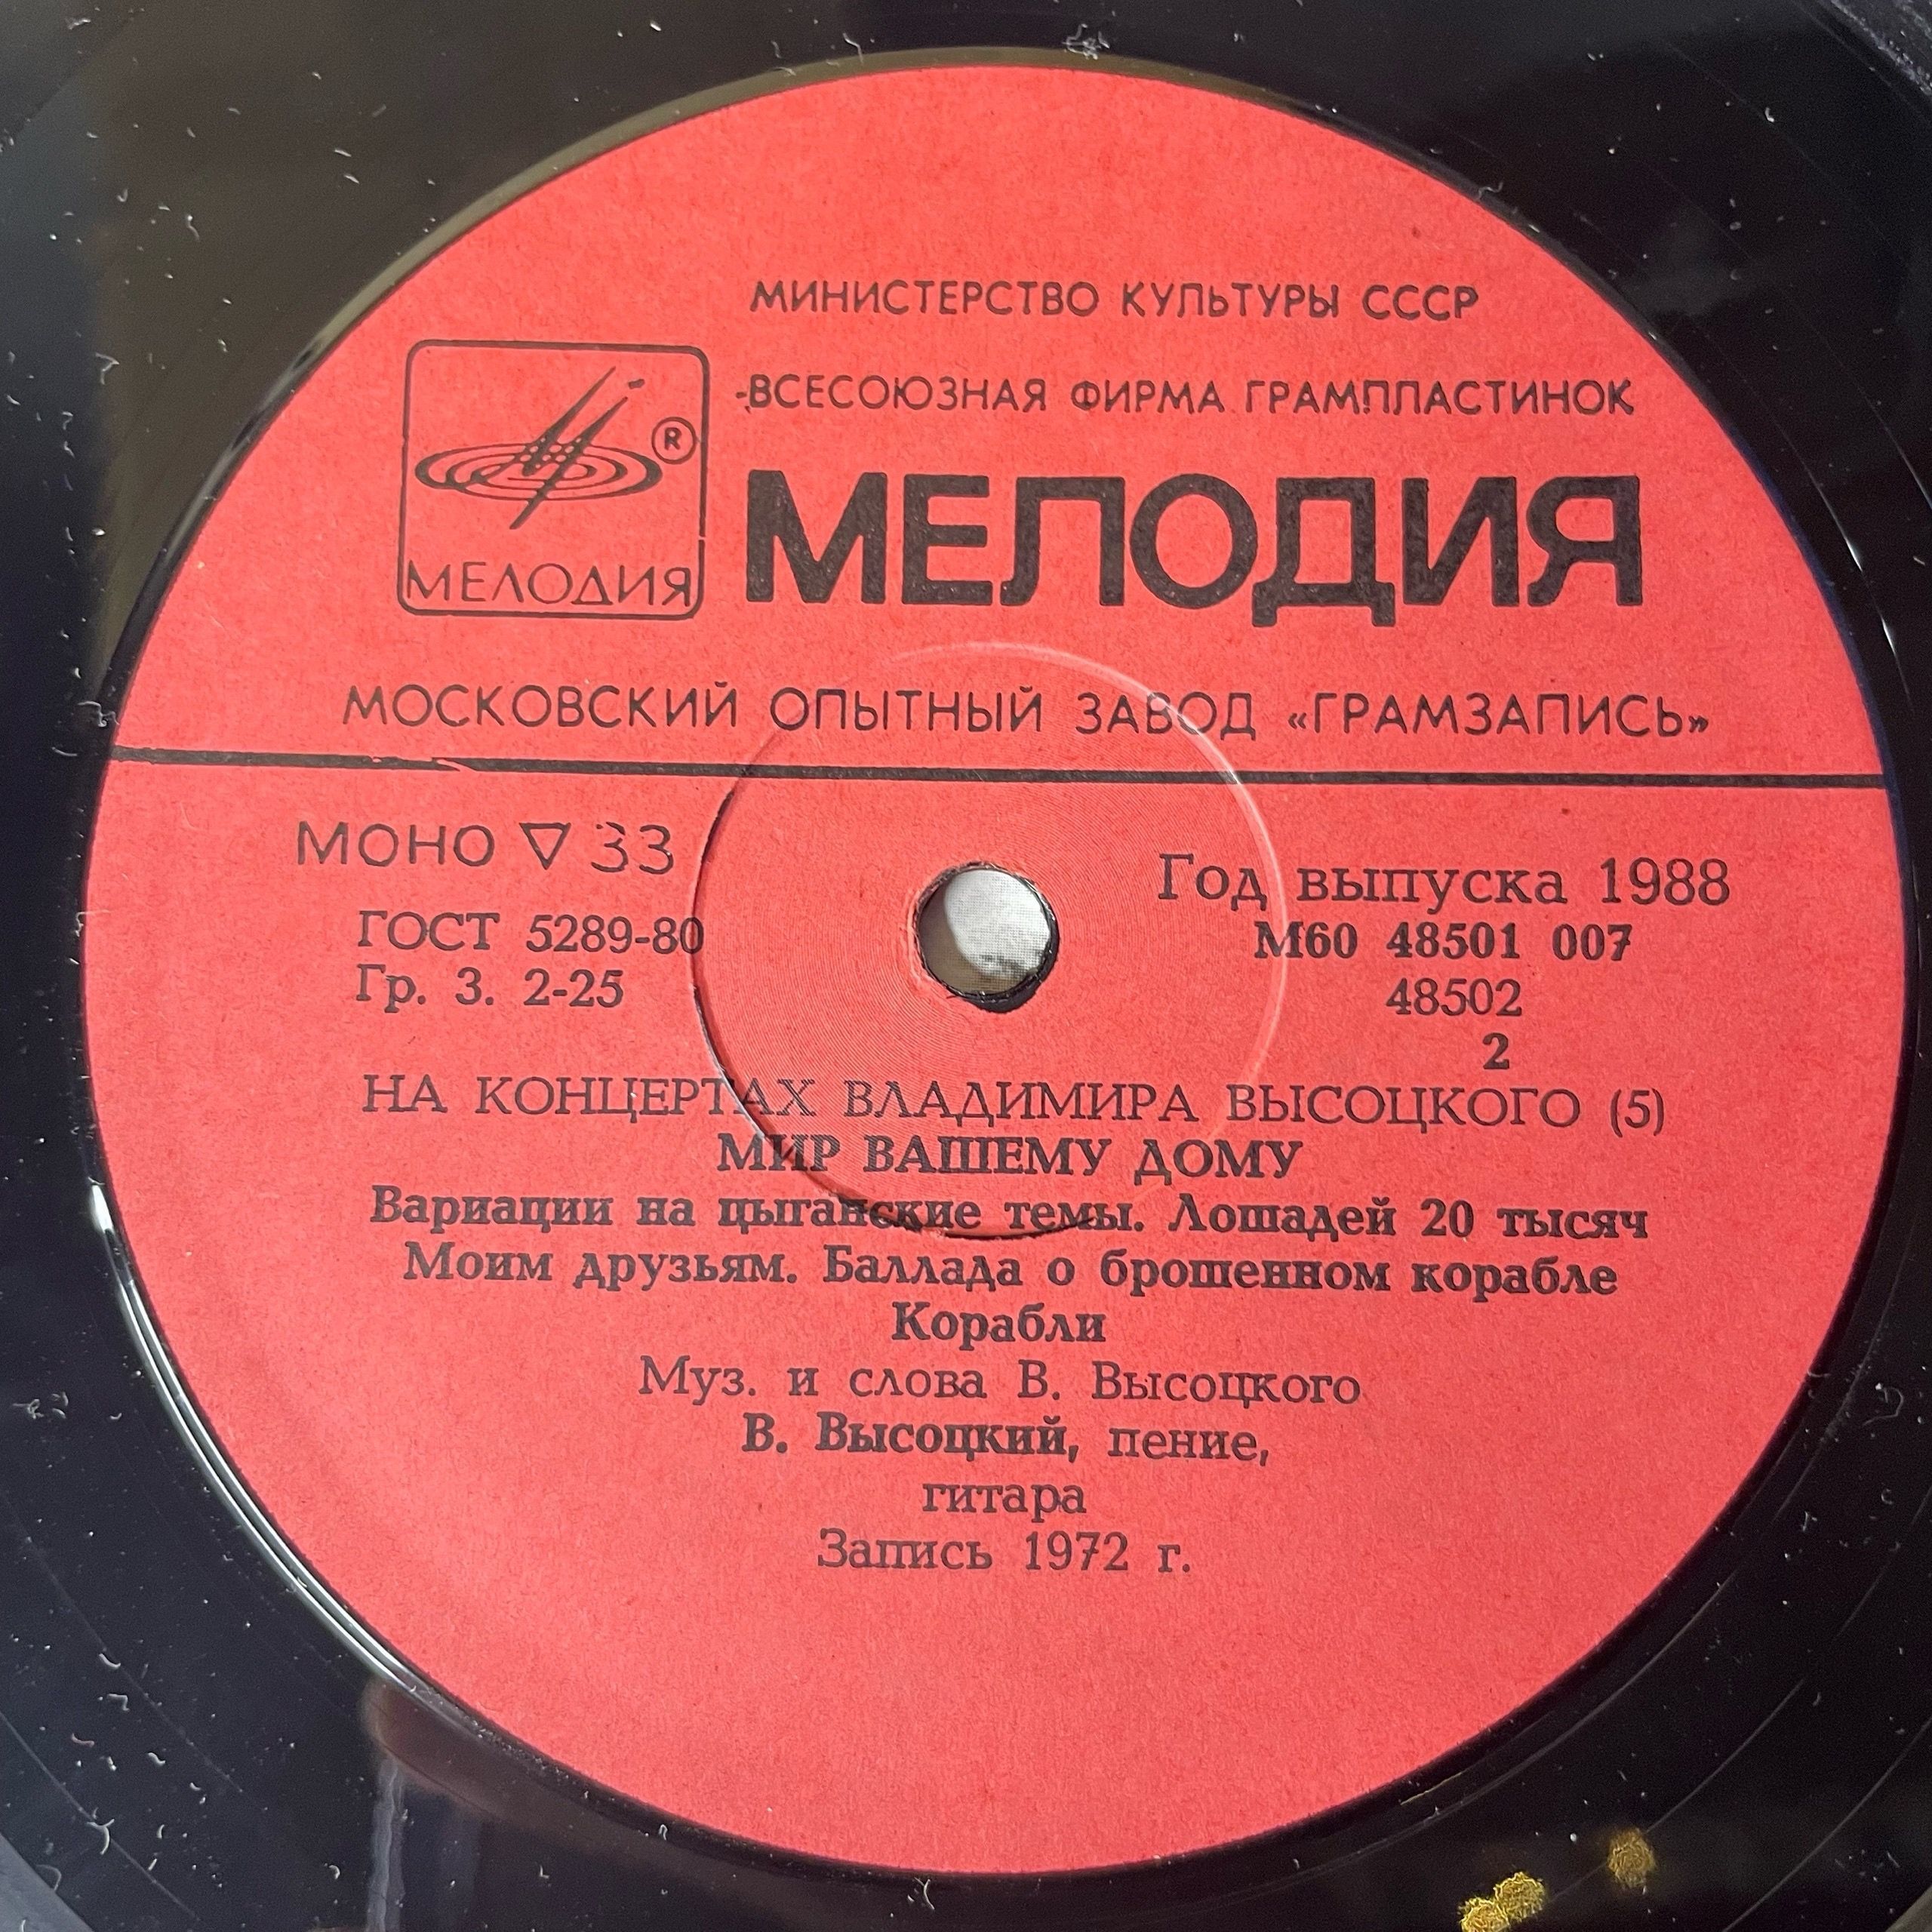 МИНИСТЕРСТВО КУЛЬТУРЫ СССР
ВСЕСОЮЗНАЯ ФИРМА ГРАМПЛАСТИНОК
®
МЕЛОДИЯ
МЕЛОДИЯ
МОСКОВСКИЙ ОПЫТНЫЙ ЗАВОД «ГРАМЗАПИСЬ»
МОНО ▽ 33
Год выпуска 1988
ГОСТ 5289-80
М60 48501 007
Гр. 3. 2-25
48502
2
НА КОНЦЕРТАХ ВЛАДИМИРА ВЫСОЦКОГО (5)
МИР ВАШЕМУ ДОМУ
Вариации на цыганские темы. Лошадей 20 тысяч
Моим друзьям. Баллада о брошенном корабле
Корабли
Муз. и слова В. Высоцкого
В. Высоцкий, пение,
гитара
Запись 1972 г.